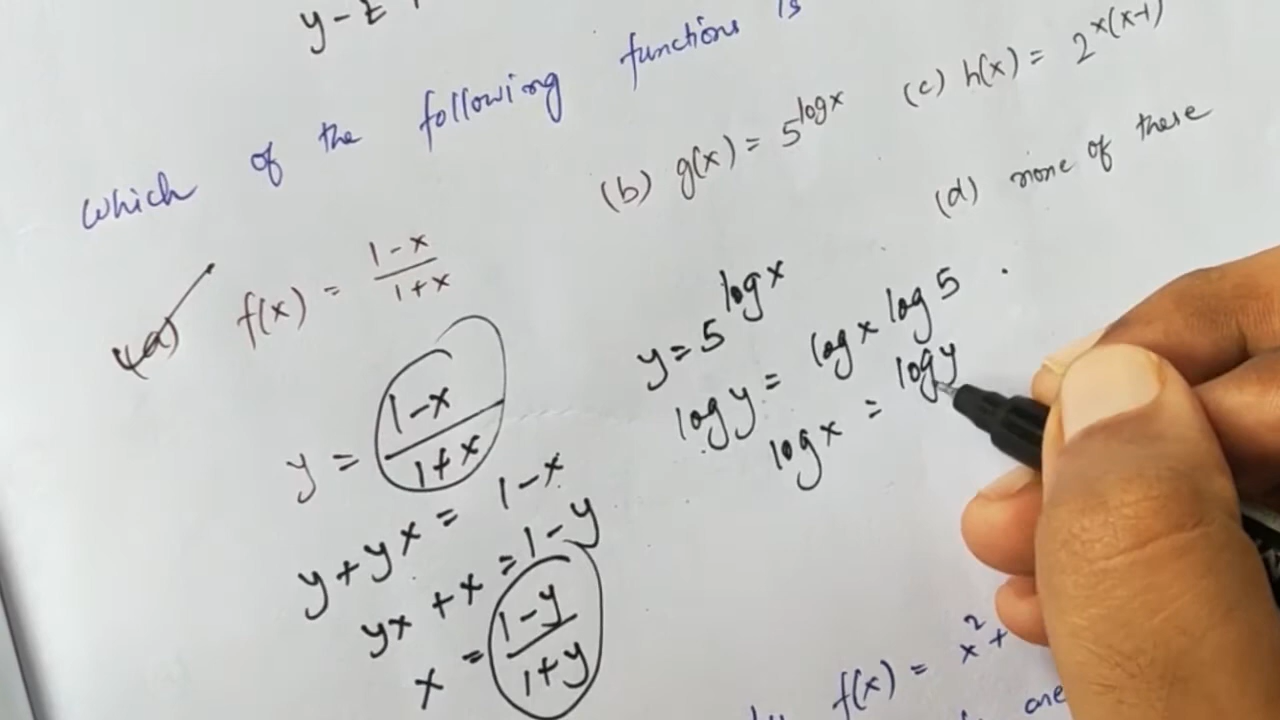 y - z
Which of the following functions is
(a) f(x) = 1-x / 1+x
(b) g(x) = 5^log x
(c) h(x) = 2^x(x-1)
(d) none of these
y = 1-x / 1+x
y + yx = 1-x
yx + x = 1-y
x = 1-y / 1+y
y = 5^log x
log y = log x log 5
log x = log y
f(x) = x² +
are